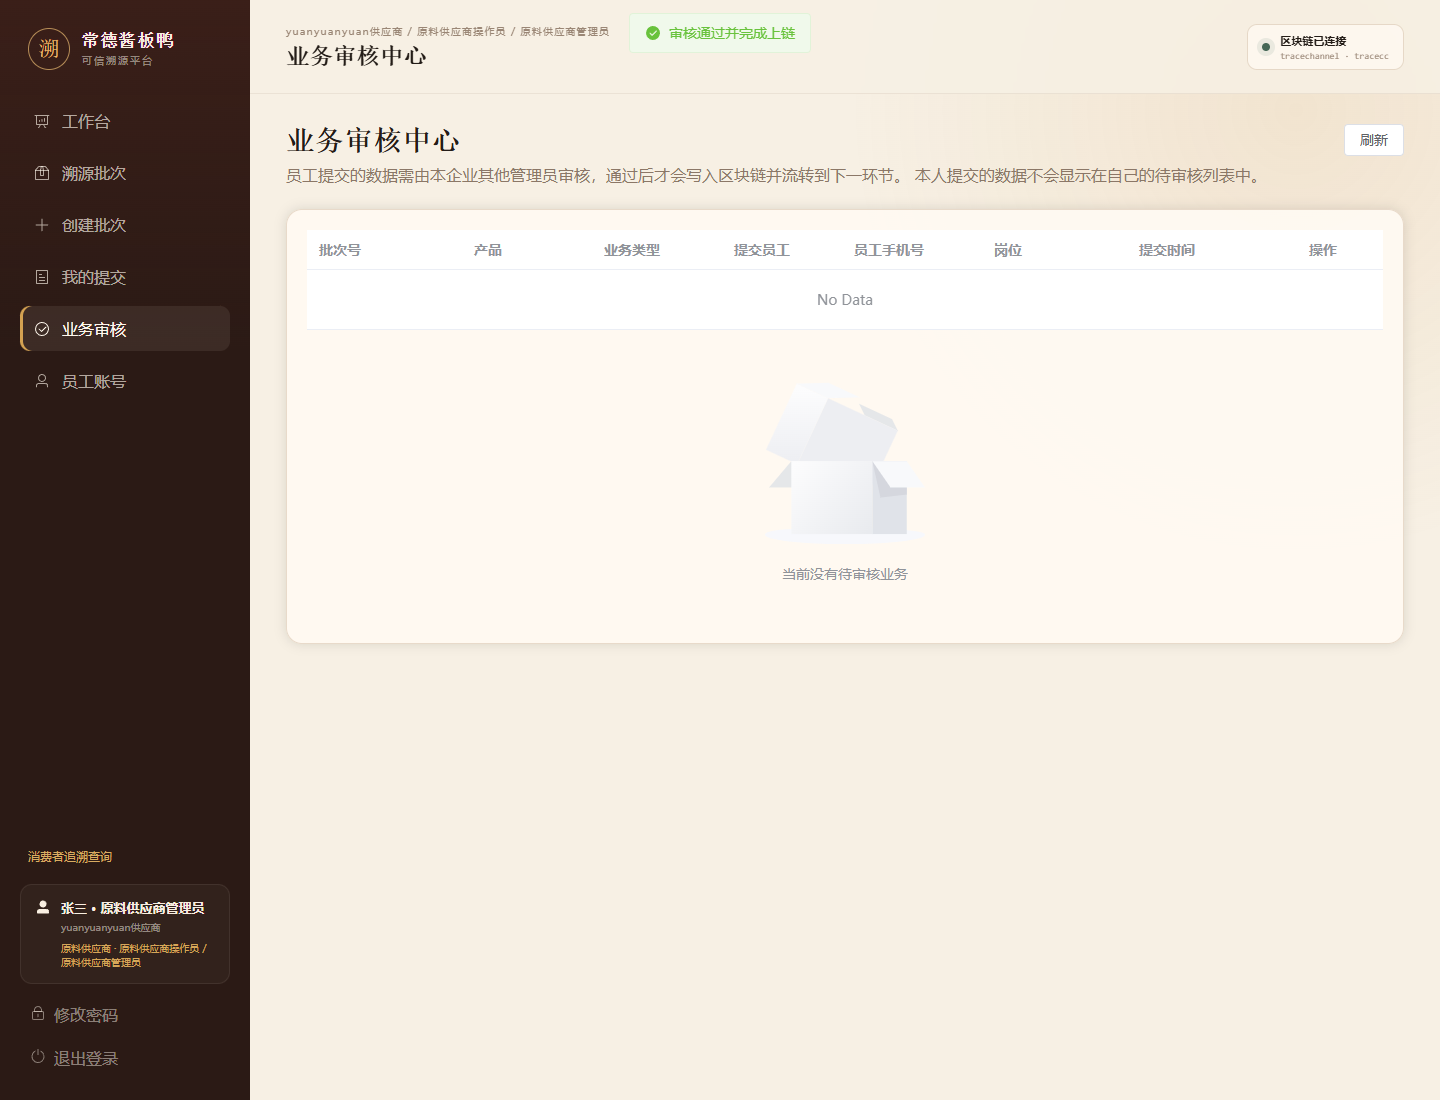 溯
常德酱板鸭
可信溯源平台
工作台
溯源批次
创建批次
我的提交
业务审核
员工账号
消费者追溯查询
张三 • 原料供应商管理员
yuanyuanyuan供应商
原料供应商 · 原料供应商操作员 /
原料供应商管理员
修改密码
退出登录
yuanyuanyuan供应商 / 原料供应商操作员 / 原料供应商管理员
业务审核中心
审核通过并完成上链
区块链已连接
tracechannel · tracecc
业务审核中心
刷新
员工提交的数据需由本企业其他管理员审核，通过后才会写入区块链并流转到下一环节。 本人提交的数据不会显示在自己的待审核列表中。
批次号 产品 业务类型 提交员工 员工手机号 岗位 提交时间 操作
No Data
当前没有待审核业务